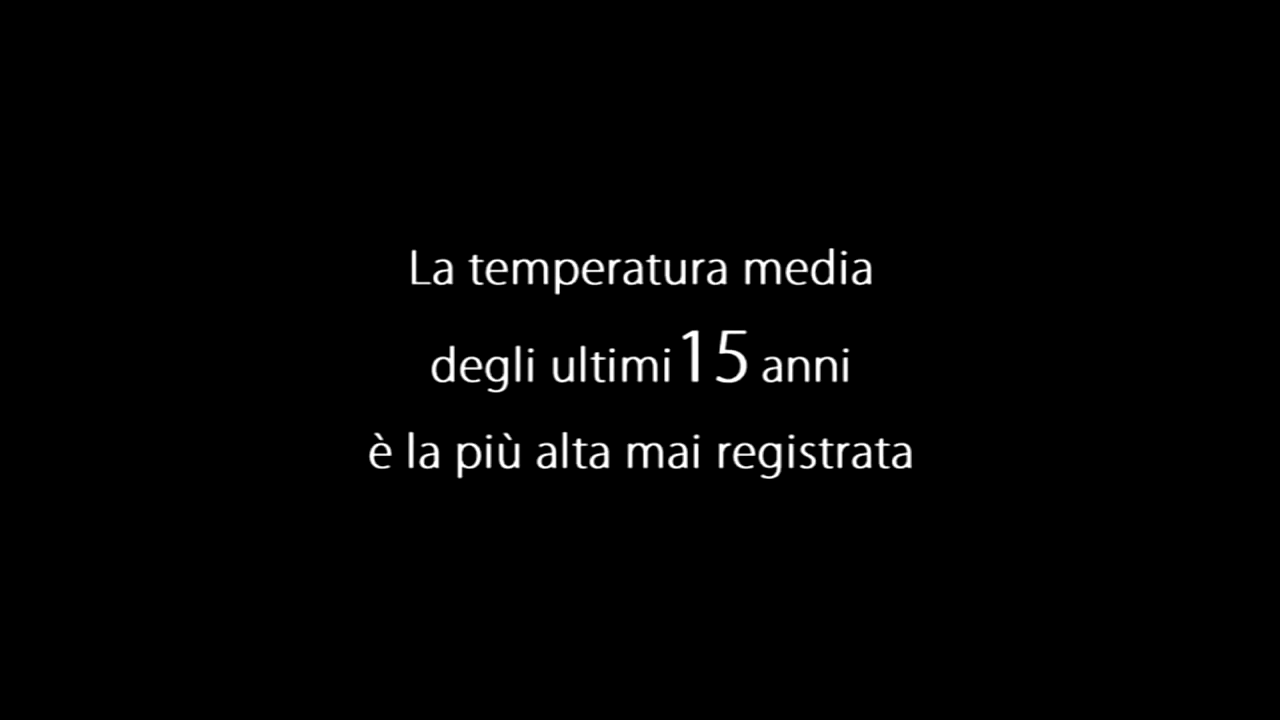 La temperatura media
degli ultimi 15 anni
è la più alta mai registrata